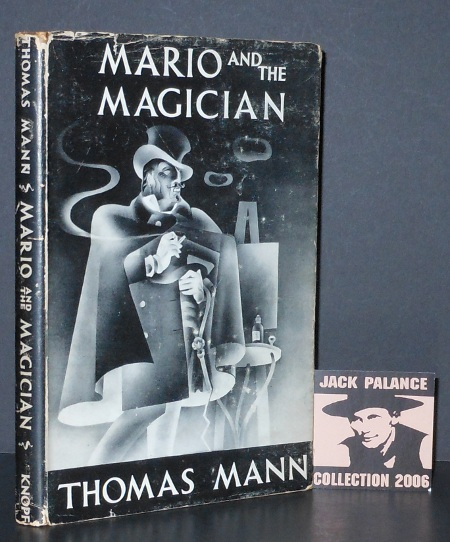 MARIO AND THE
MAGICIAN
THOMAS MANN
THOMAS MANN $ MARIO AND THE MAGICIAN $ KNOPF
JACK PALANCE
COLLECTION 2006